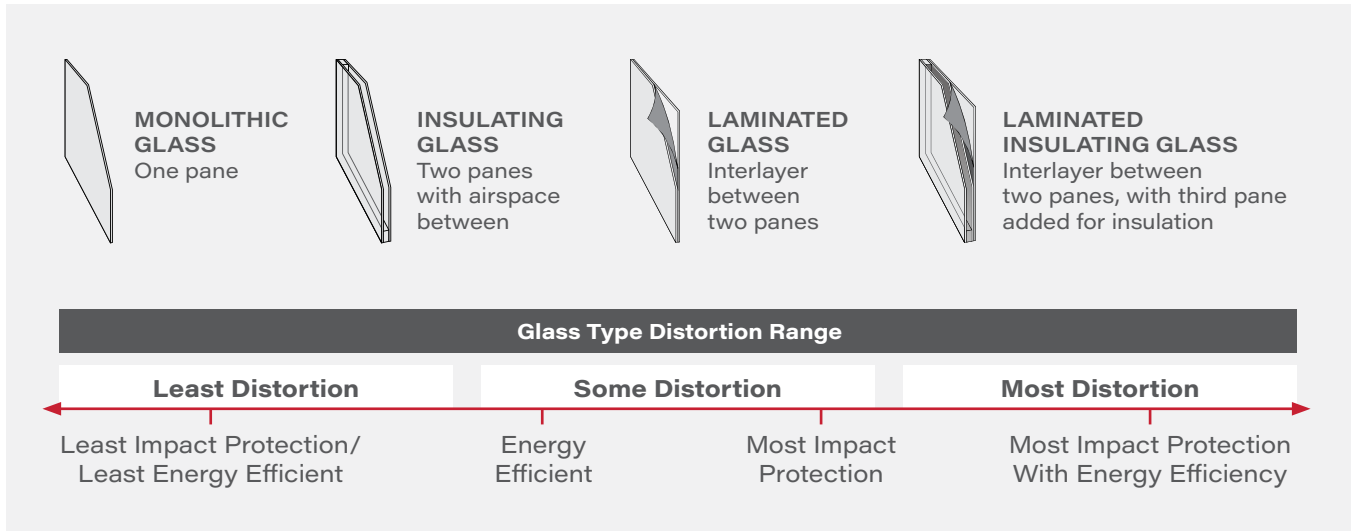 MONOLITHIC
GLASS
One pane
INSULATING
GLASS
Two panes
with airspace
between
LAMINATED
GLASS
Interlayer
between
two panes
LAMINATED
INSULATING GLASS
Interlayer between
two panes, with third pane
added for insulation
Glass Type Distortion Range
Least Distortion
Some Distortion
Most Distortion
Least Impact Protection/
Least Energy Efficient
Energy
Efficient
Most Impact
Protection
Most Impact Protection
With Energy Efficiency